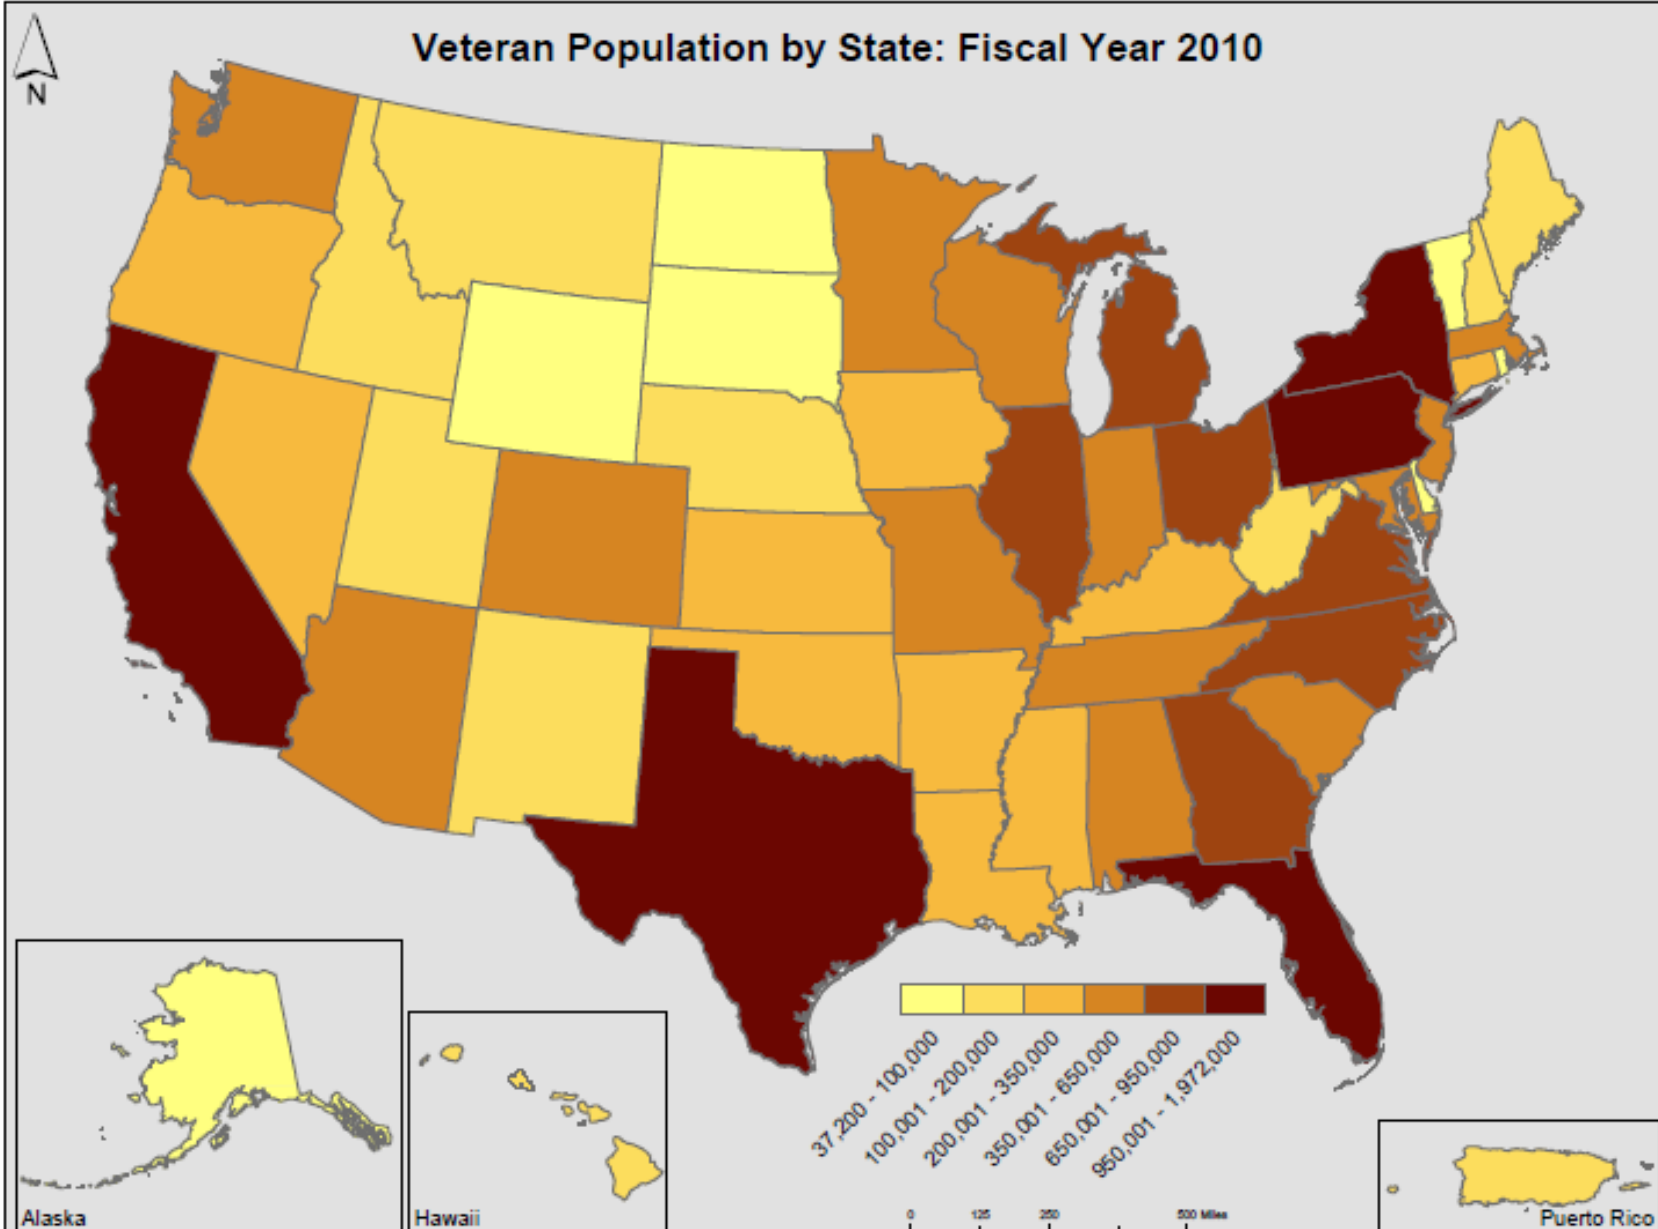 Veteran Population by State: Fiscal Year 2010
N
37,200 - 100,000
100,001 - 200,000
200,001 - 350,000
350,001 - 650,000
650,001 - 950,000
950,001 - 1,972,000
0 125 250 500 Miles
Alaska
Hawaii
Puerto Rico